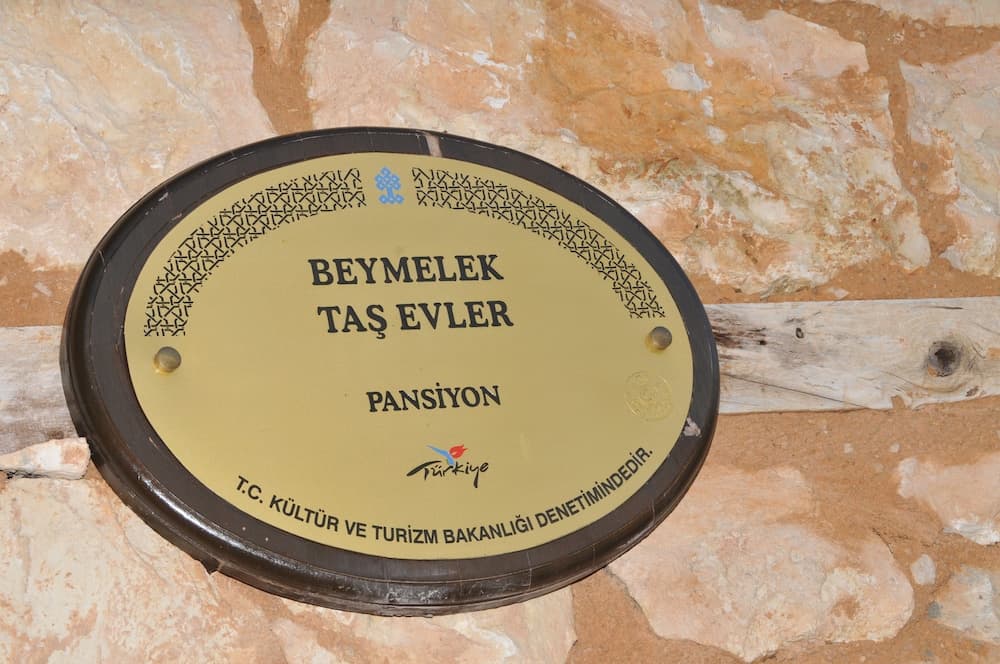 BEYMELEK
TAŞ EVLER
PANSİYON
Türkiye
T.C. KÜLTÜR VE TURİZM BAKANLIĞI DENETİMİNDEDİR.